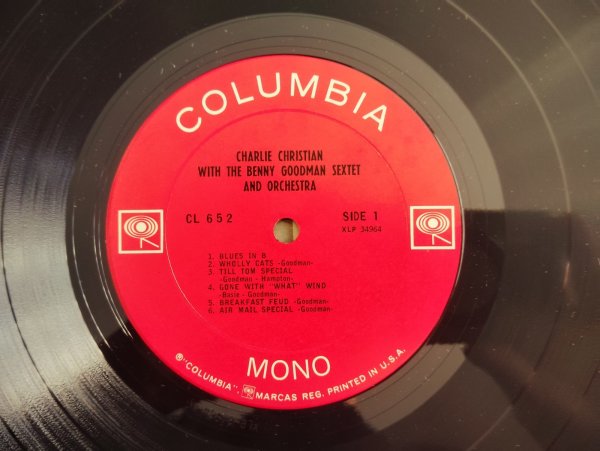 COLUMBIA
CHARLIE CHRISTIAN
WITH THE BENNY GOODMAN SEXTET
AND ORCHESTRA
CL 652
SIDE 1
XLP 34964
1. BLUES IN B
2. WHOLLY CATS -Goodman-
3. TILL TOM SPECIAL
-Goodman - Hampton-
4. GONE WITH "WHAT" WIND
-Basie - Goodman-
5. BREAKFAST FEUD -Goodman-
6. AIR MAIL SPECIAL -Goodman-
MONO
®"COLUMBIA", MARCAS REG. PRINTED IN U.S.A.